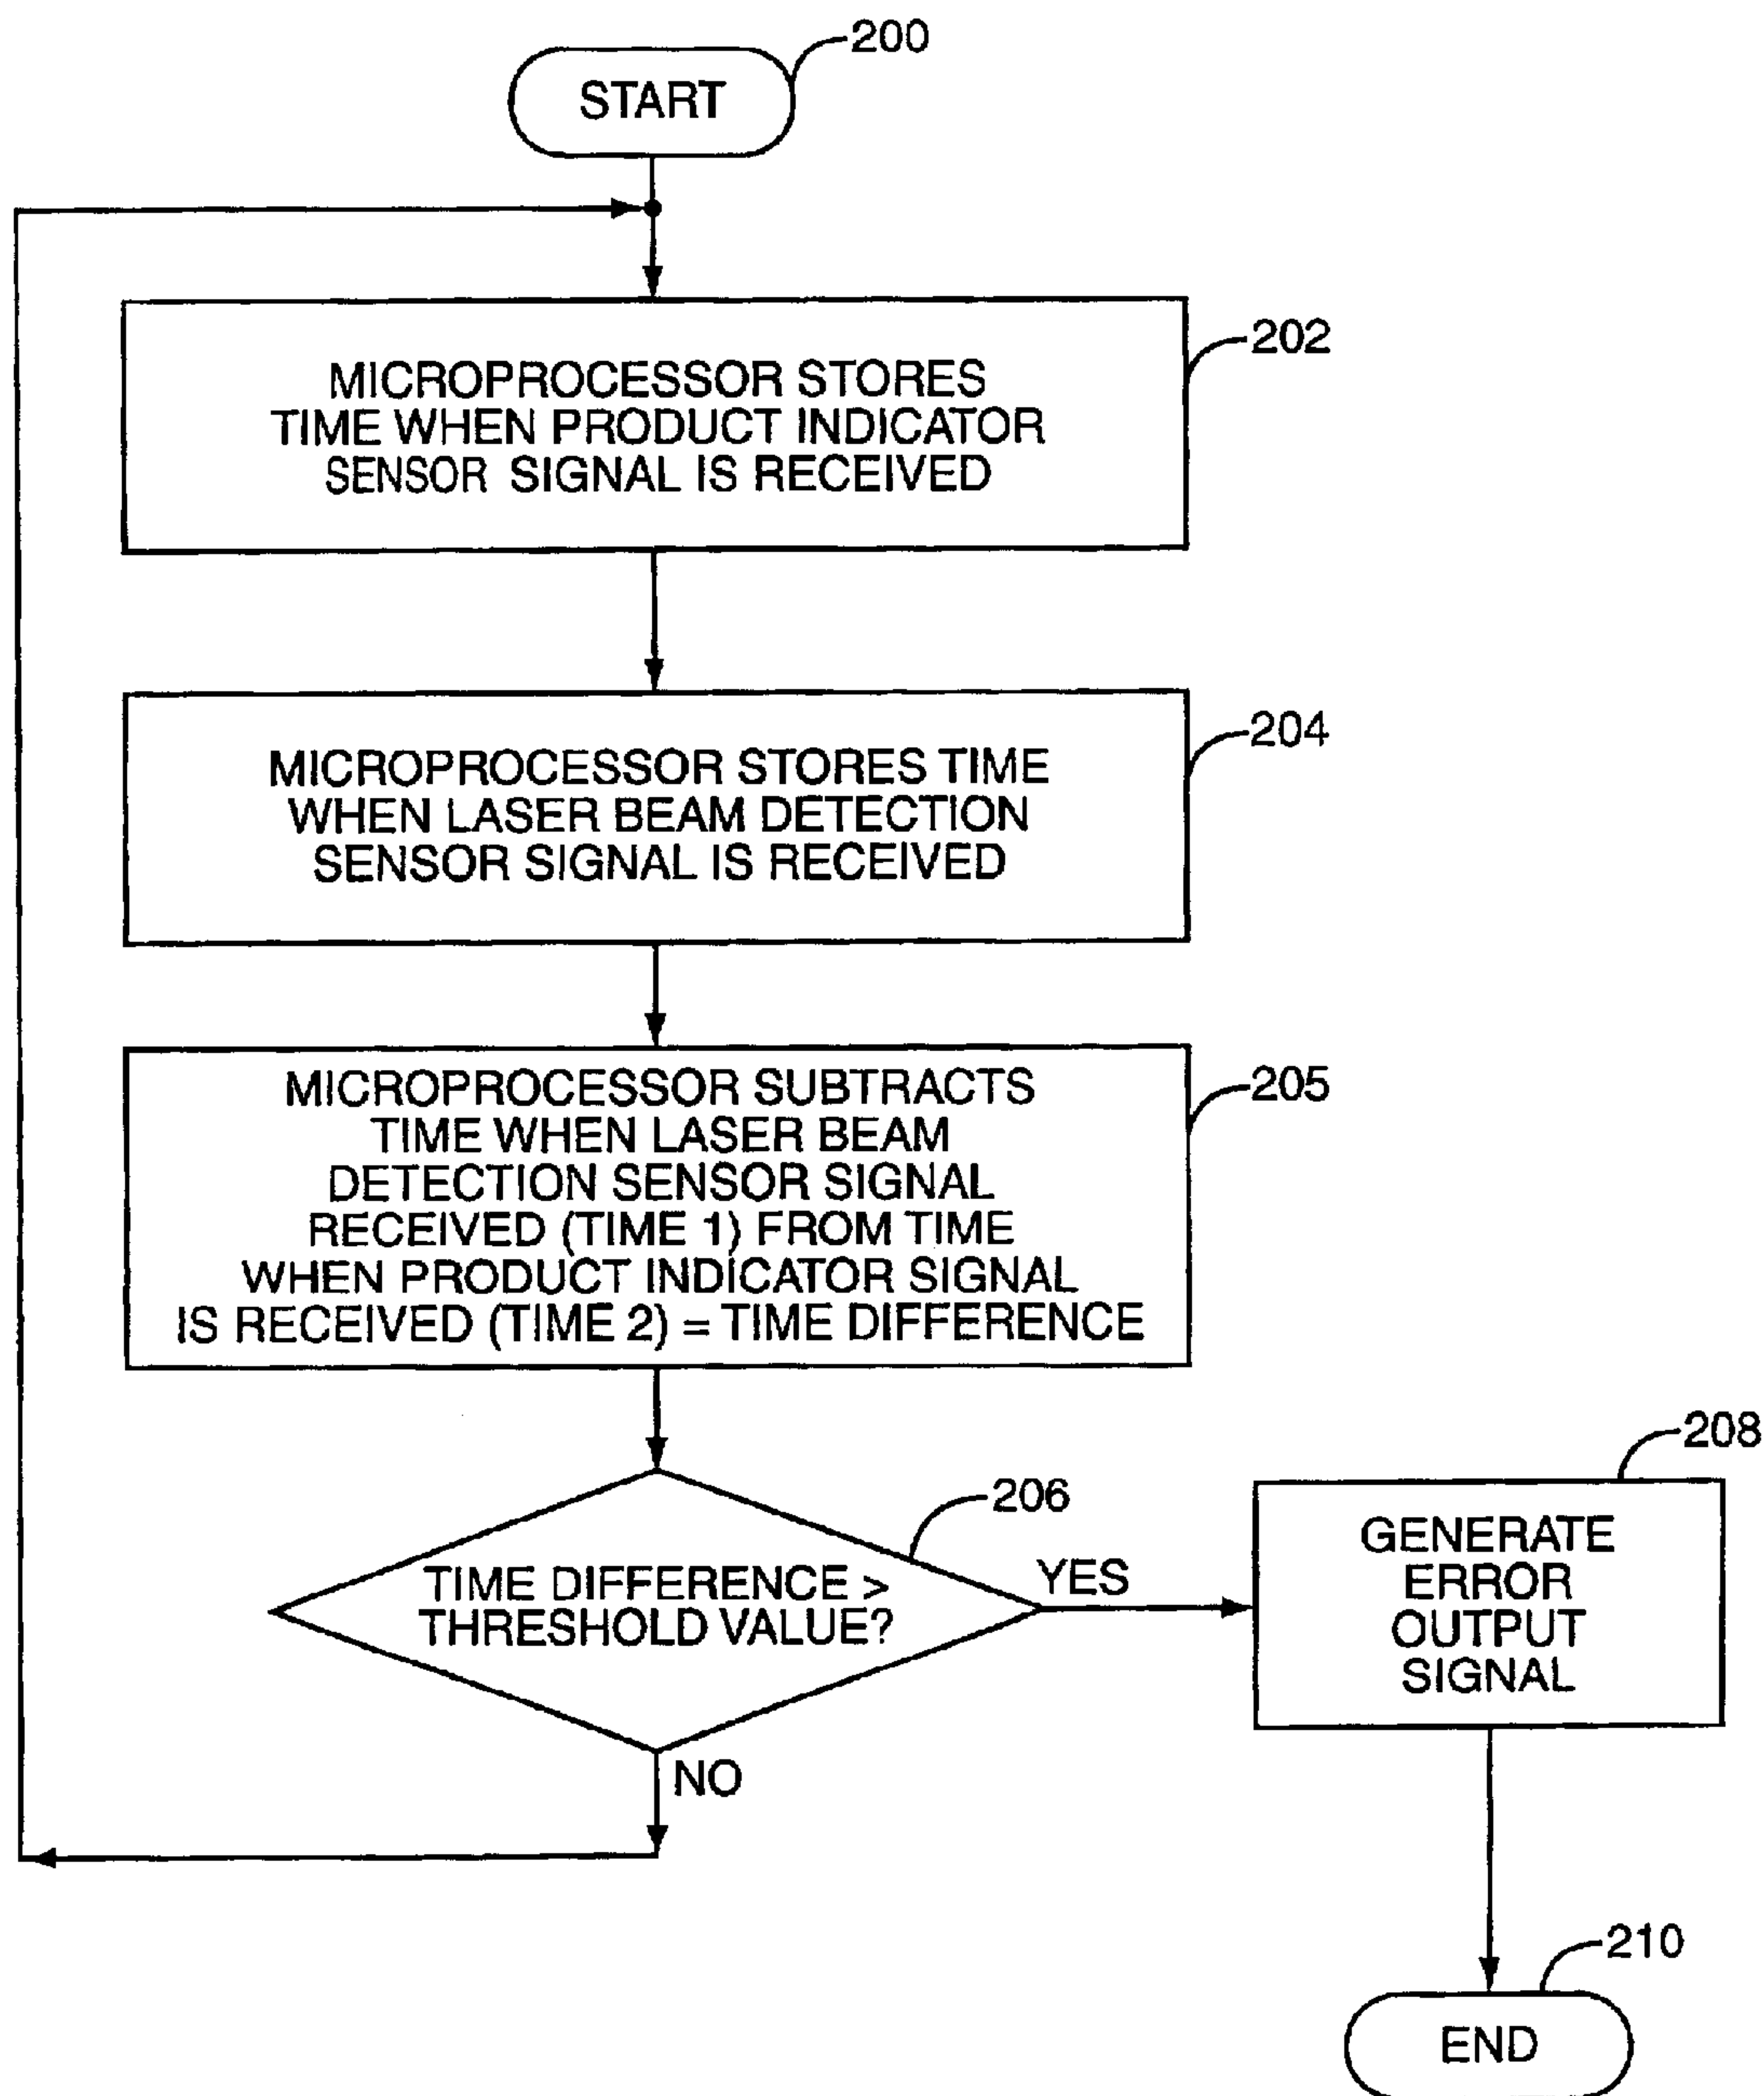 200
START
202
MICROPROCESSOR STORES
TIME WHEN PRODUCT INDICATOR
SENSOR SIGNAL IS RECEIVED
204
MICROPROCESSOR STORES TIME
WHEN LASER BEAM DETECTION
SENSOR SIGNAL IS RECEIVED
205
MICROPROCESSOR SUBTRACTS
TIME WHEN LASER BEAM
DETECTION SENSOR SIGNAL
RECEIVED (TIME 1) FROM TIME
WHEN PRODUCT INDICATOR SIGNAL
IS RECEIVED (TIME 2) = TIME DIFFERENCE
206
TIME DIFFERENCE >
THRESHOLD VALUE?
YES
NO
208
GENERATE
ERROR
OUTPUT
SIGNAL
210
END